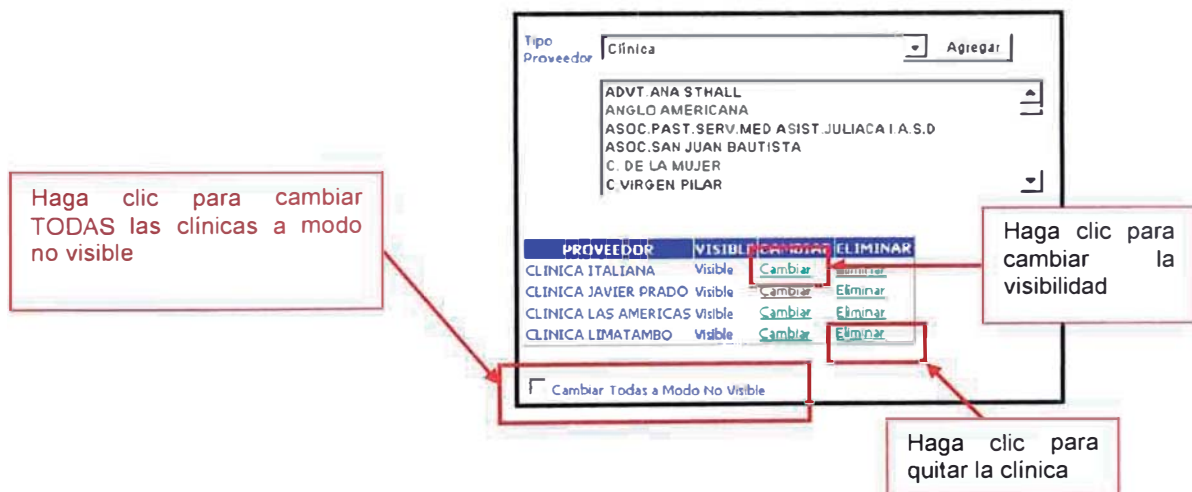 Tipo
Proveedor Clínica Agregar
ADVT.ANA STHALL
ANGLO AMERICANA
ASOC.PAST.SERV.MED ASIST.JULIACA I.A.S.D
ASOC.SAN JUAN BAUTISTA
C. DE LA MUJER
C.VIRGEN PILAR
Haga clic para cambiar
TODAS las clínicas a modo
no visible
Haga clic para
cambiar la
visibilidad
PROVEEDOR VISIBLE CAMBIAR ELIMINAR
CLINICA ITALIANA Visible Cambiar Eliminar
CLINICA JAVIER PRADO Visible Cambiar Eliminar
CLINICA LAS AMERICAS Visible Cambiar Eliminar
CLINICA LIMATAMBO Visible Cambiar Eliminar
Cambiar Todas a Modo No Visible
Haga clic para
quitar la clínica